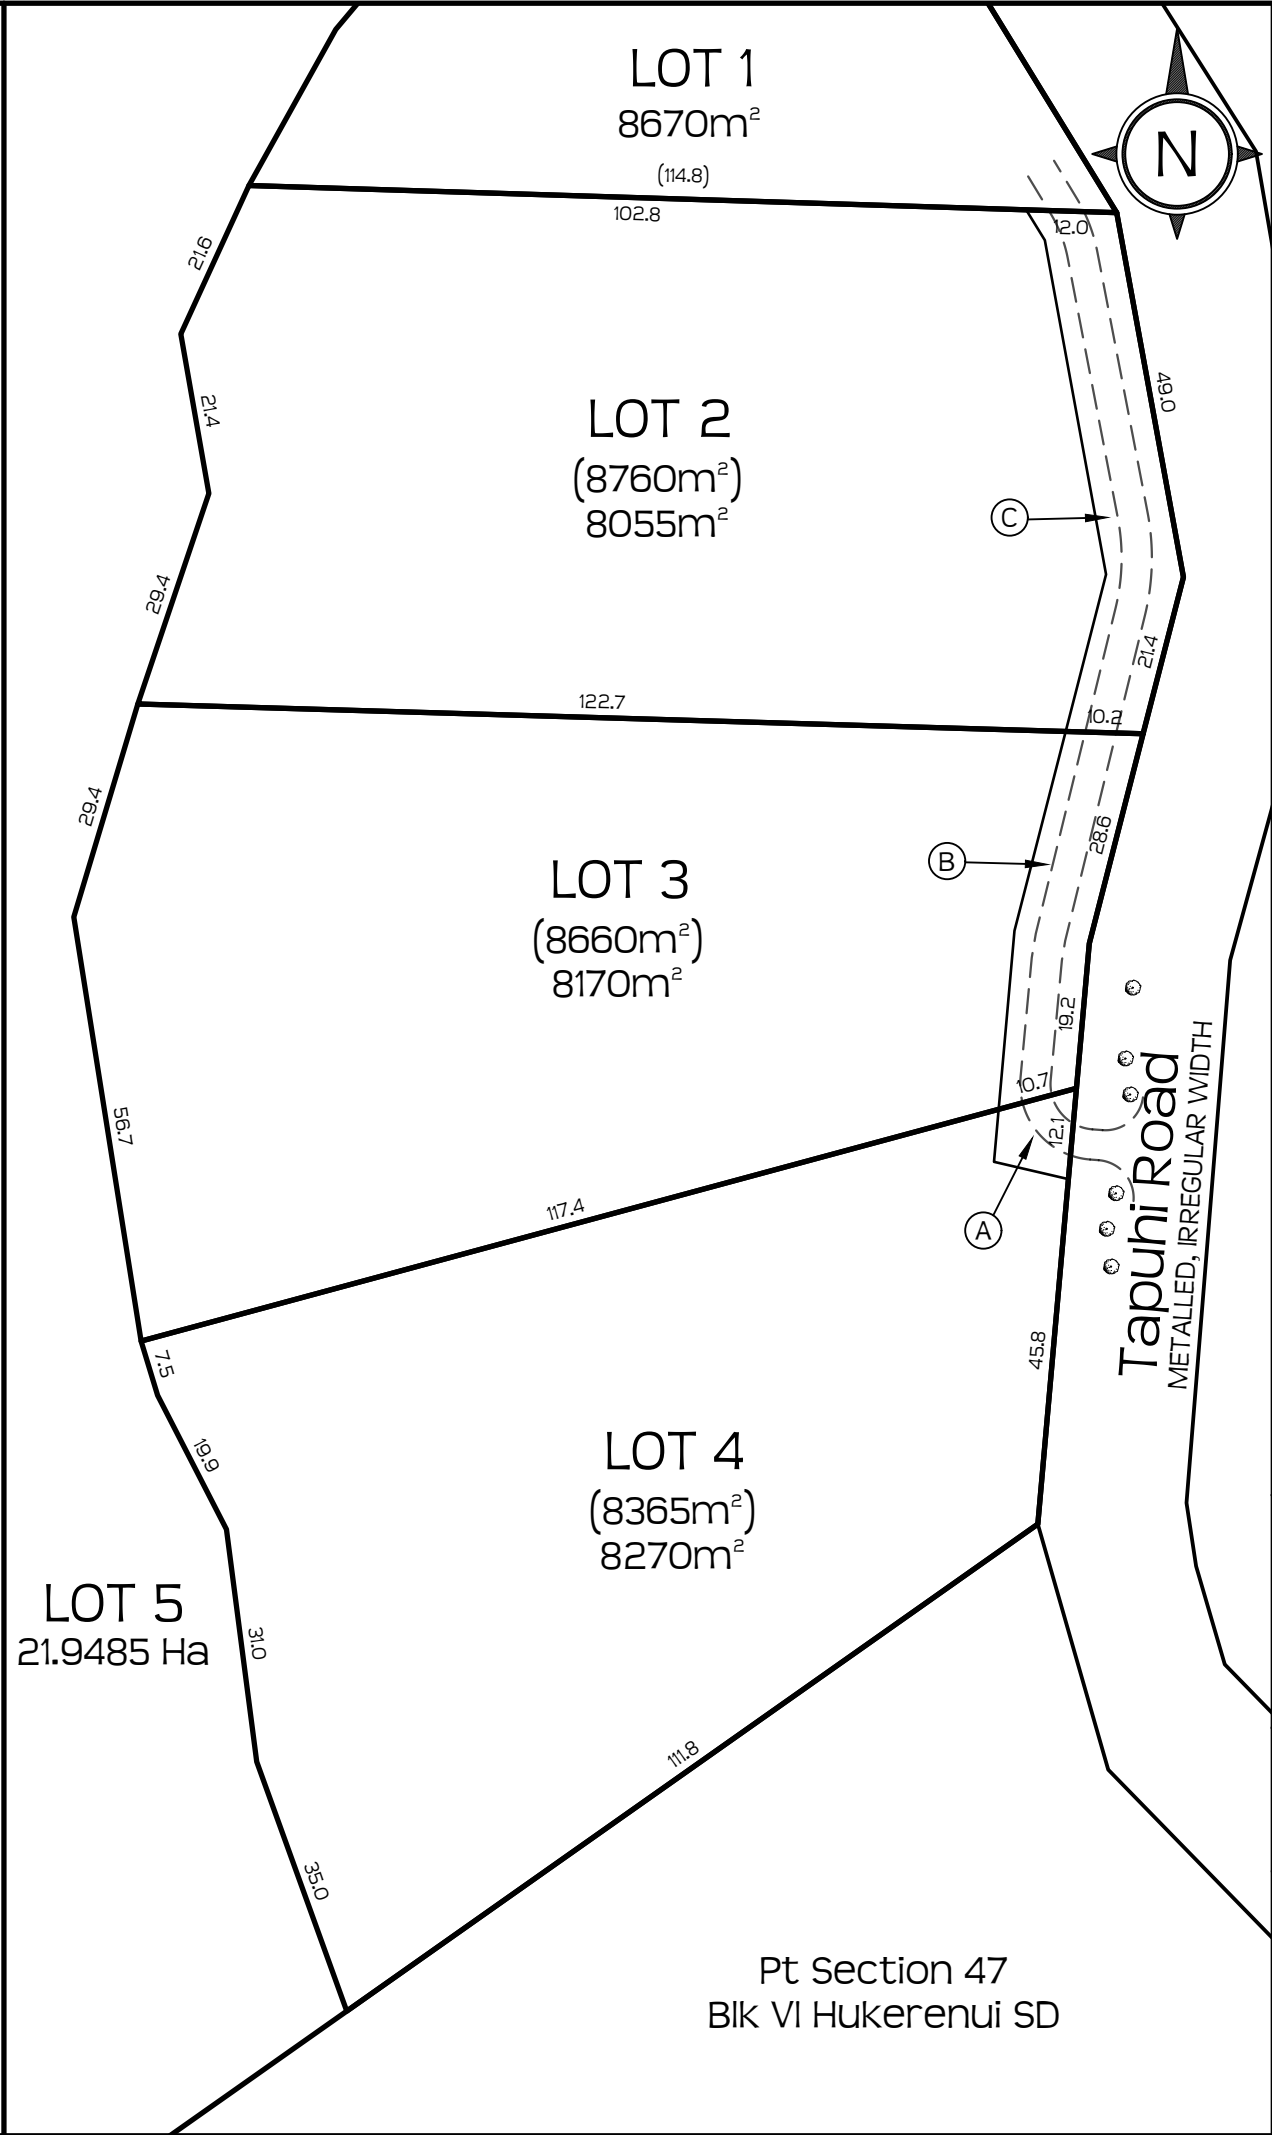 LOT 1
8670m²
N
(114.8)
102.8
12.0
21.6
21.4
49.0
LOT 2
(8760m²)
8055m²
C
29.4
21.4
122.7
10.2
29.4
28.6
LOT 3
(8660m²)
8170m²
B
19.2
10.7
56.7
12.1
117.4
A
Tapuhi Road
METALLED, IRREGULAR WIDTH
7.5
45.8
19.9
LOT 4
(8365m²)
8270m²
LOT 5
21.9485 Ha
31.0
111.8
35.0
Pt Section 47
Blk VI Hukerenui SD